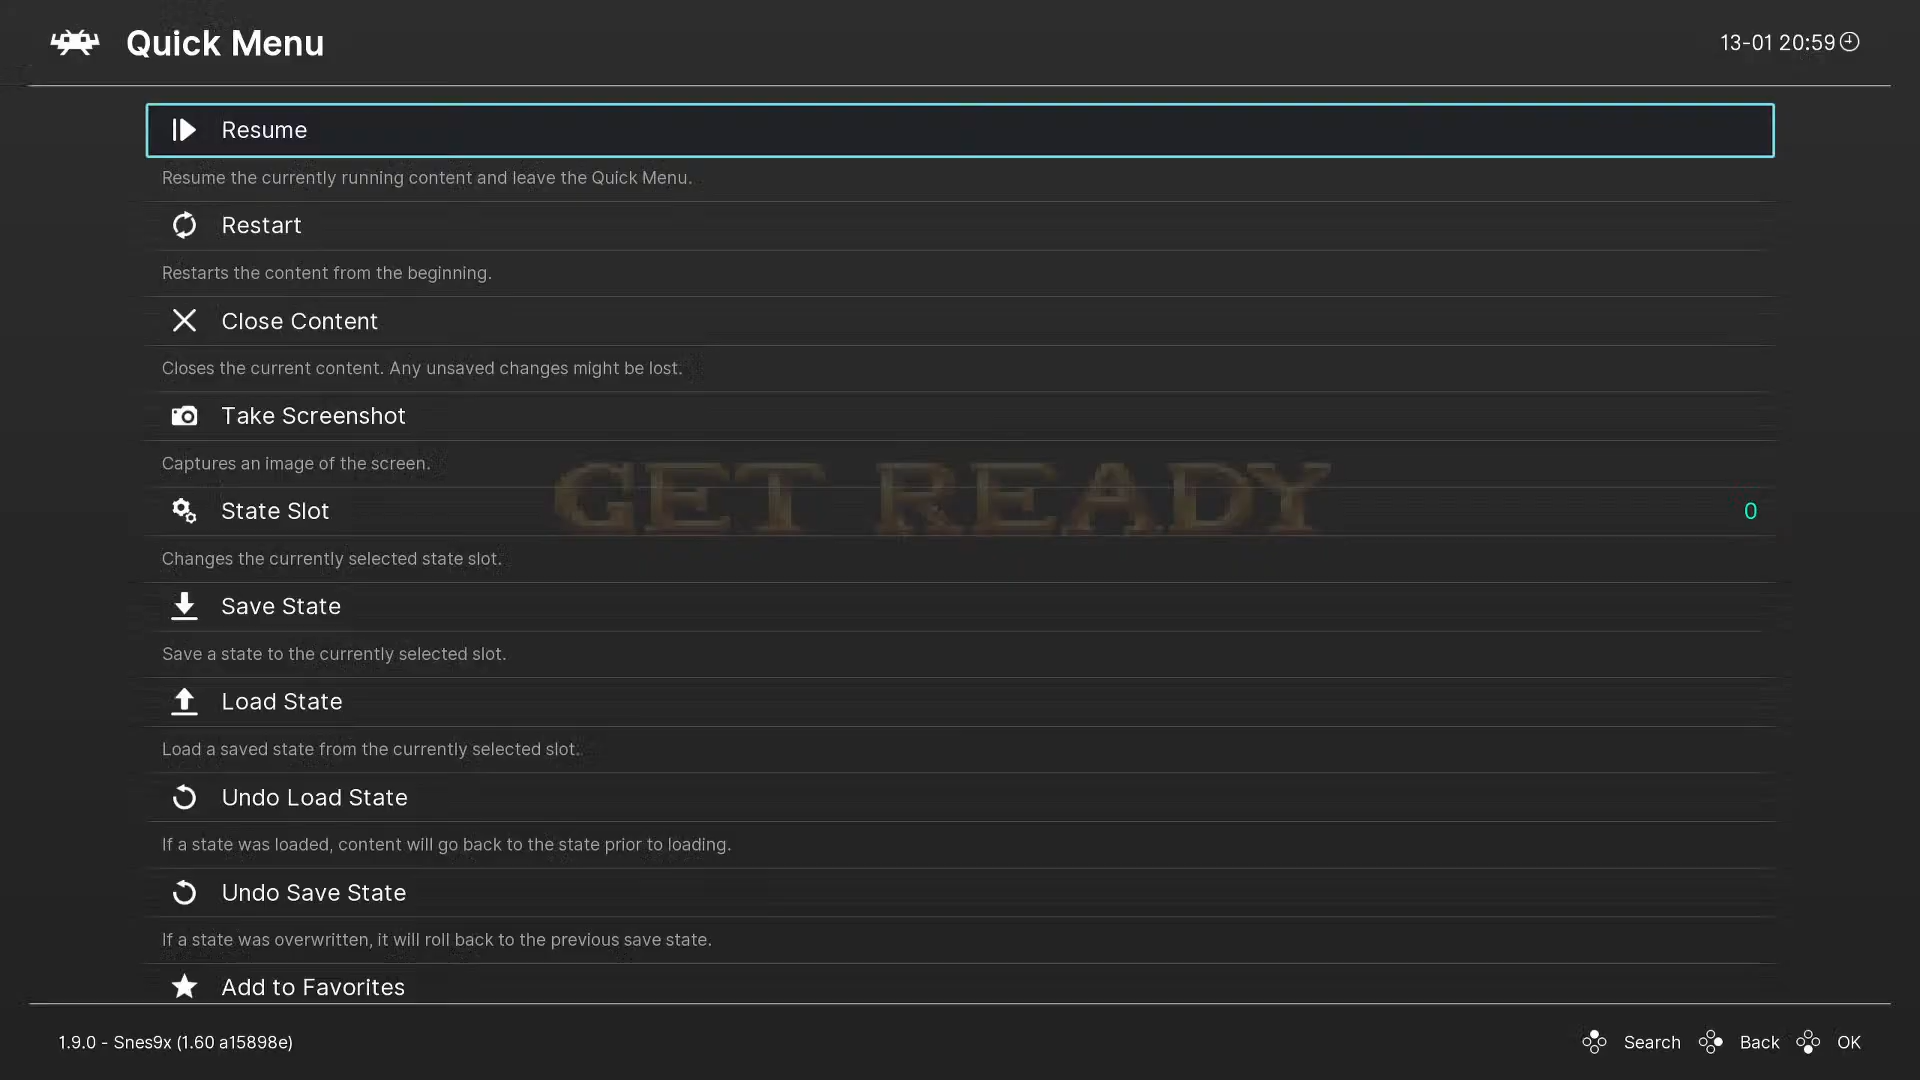 Quick Menu
13-01 20:59
Resume
Resume the currently running content and leave the Quick Menu.
Restart
Restarts the content from the beginning.
Close Content
Closes the current content. Any unsaved changes might be lost.
Take Screenshot
Captures an image of the screen.
GET READY
State Slot
0
Changes the currently selected state slot.
Save State
Save a state to the currently selected slot.
Load State
Load a saved state from the currently selected slot.
Undo Load State
If a state was loaded, content will go back to the state prior to loading.
Undo Save State
If a state was overwritten, it will roll back to the previous save state.
Add to Favorites
1.9.0 - Snes9x (1.60 a15898e)
Search Back OK